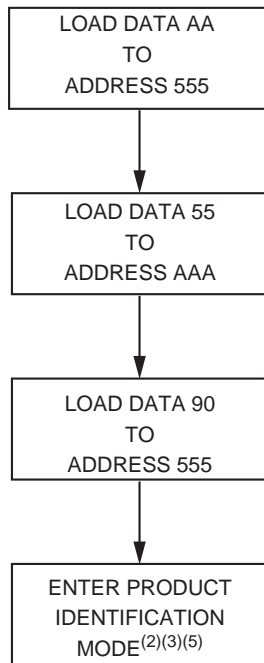 LOAD DATA AA
TO
ADDRESS 555
LOAD DATA 55
TO
ADDRESS AAA
LOAD DATA 90
TO
ADDRESS 555
ENTER PRODUCT
IDENTIFICATION
MODE(2)(3)(5)